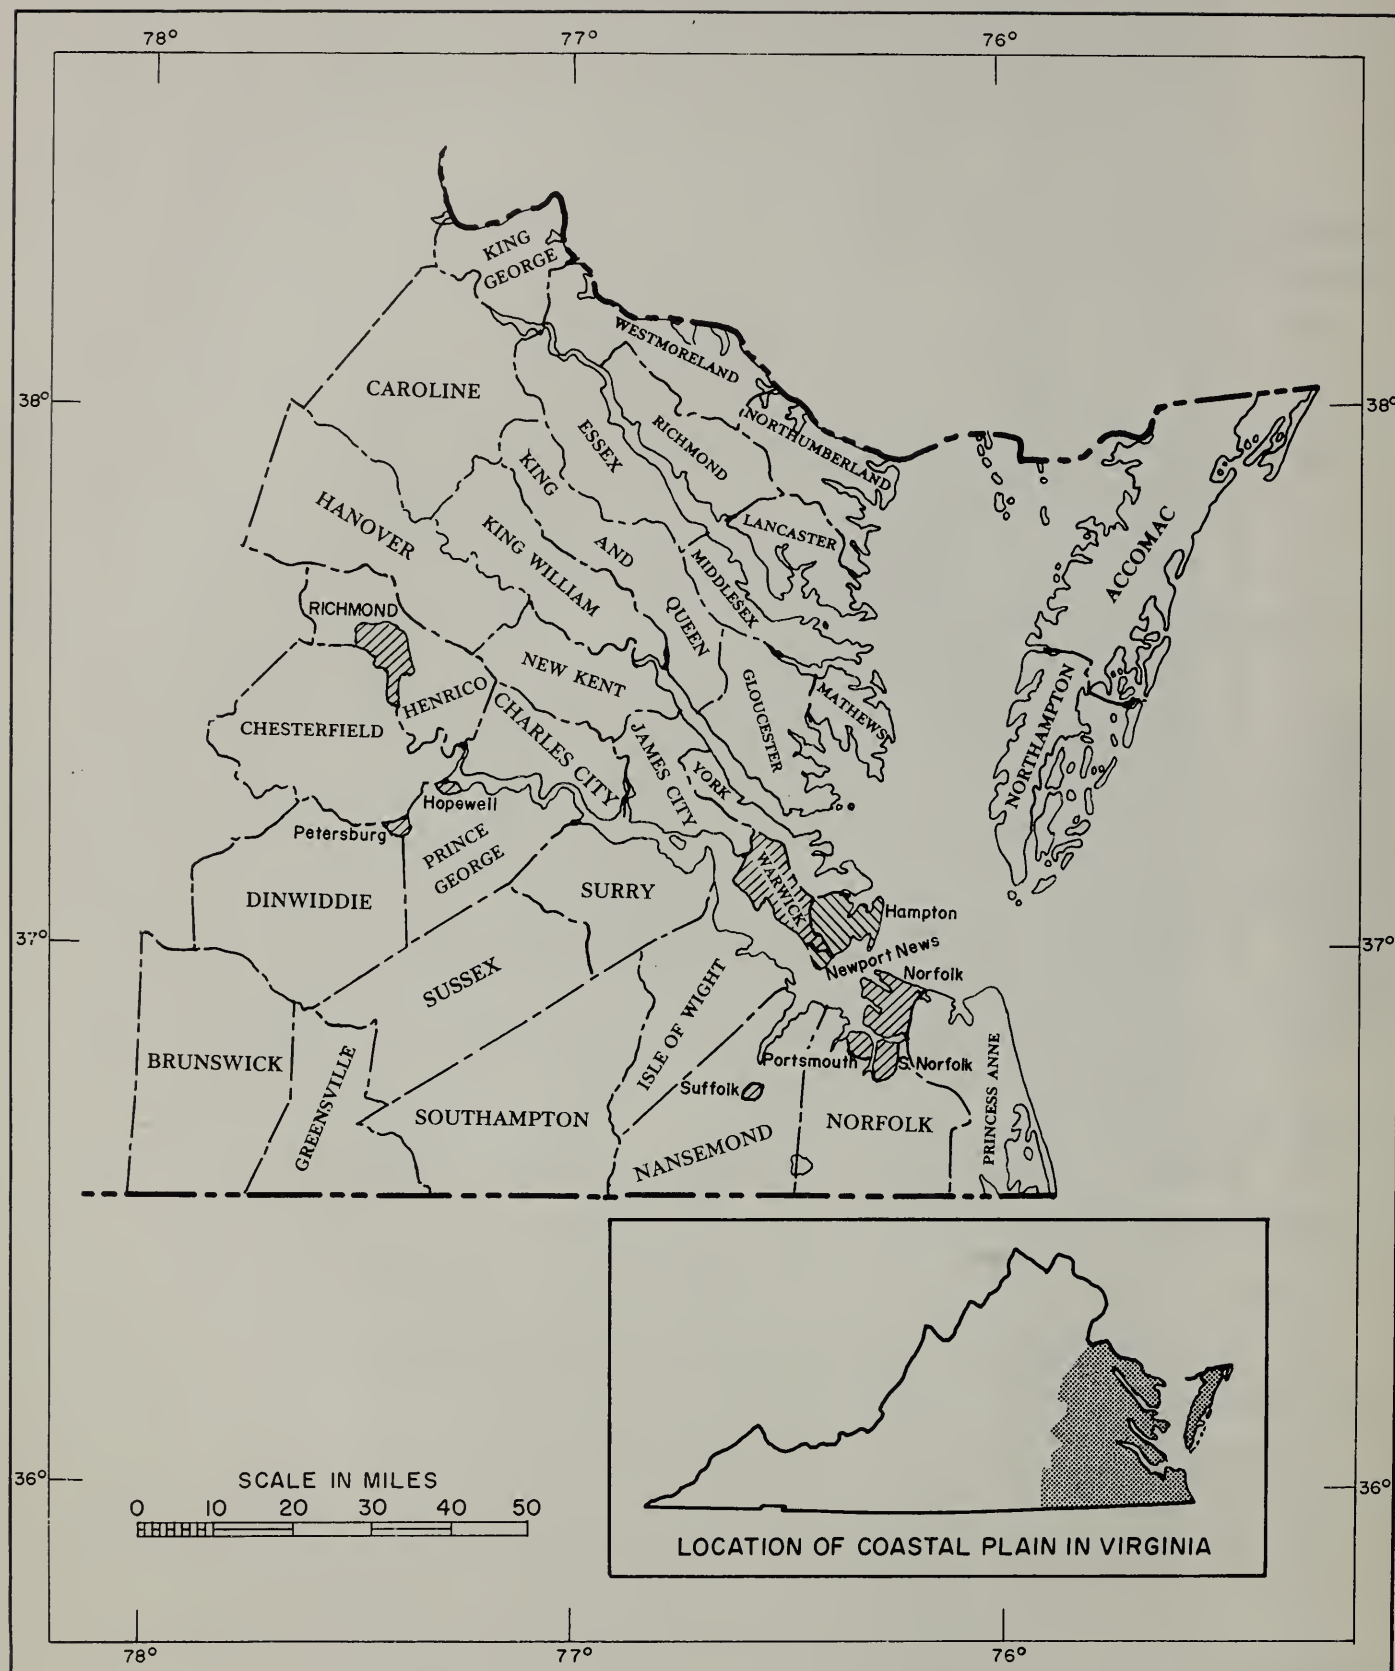 78° 77° 76°
KING
GEORGE
WESTMORELAND
CAROLINE
38° 38°
ESSEX
RICHMOND
NORTHUMBERLAND
KING
AND
QUEEN
HANOVER
KING WILLIAM
LANCASTER
MIDDLESEX
ACCOMAC
RICHMOND
NEW KENT
GLOUCESTER
MATHEWS
NORTHAMPTON
HENRICO
CHESTERFIELD
CHARLES CITY
JAMES CITY
YORK
Hopewell
Petersburg
PRINCE
GEORGE
DINWIDDIE
SURRY
WARWICK
Hampton
37° 37°
Newport News
Norfolk
SUSSEX
ISLE OF WIGHT
BRUNSWICK
GREENSVILLE
Portsmouth
S. Norfolk
Suffolk
PRINCESS ANNE
SOUTHAMPTON
NANSEMOND
NORFOLK
SCALE IN MILES
0 10 20 30 40 50
36° 36°
LOCATION OF COASTAL PLAIN IN VIRGINIA
78° 77° 76°